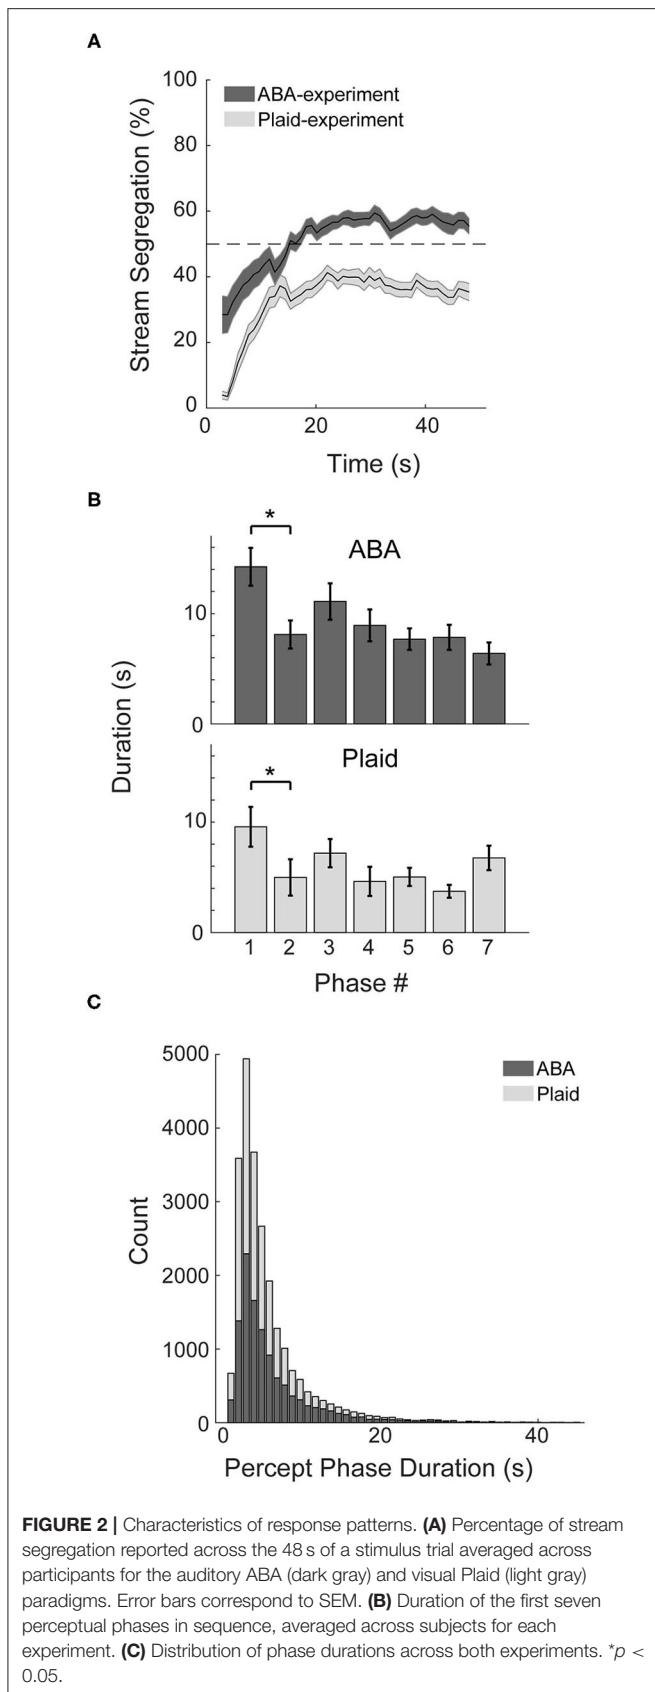 A
100
80
60
40
20
0
Stream Segregation (%)
ABA-experiment
Plaid-experiment
0 20 40
Time (s)
B
*
ABA
10
0
Duration (s)
*
Plaid
10
0
1 2 3 4 5 6 7
Phase #
C
5000
4000
3000
2000
1000
0
Count
ABA
Plaid
0 20 40
Percept Phase Duration (s)
FIGURE 2 | Characteristics of response patterns. (A) Percentage of stream
segregation reported across the 48 s of a stimulus trial averaged across
participants for the auditory ABA (dark gray) and visual Plaid (light gray)
paradigms. Error bars correspond to SEM. (B) Duration of the first seven
perceptual phases in sequence, averaged across subjects for each
experiment. (C) Distribution of phase durations across both experiments. *p <
0.05.